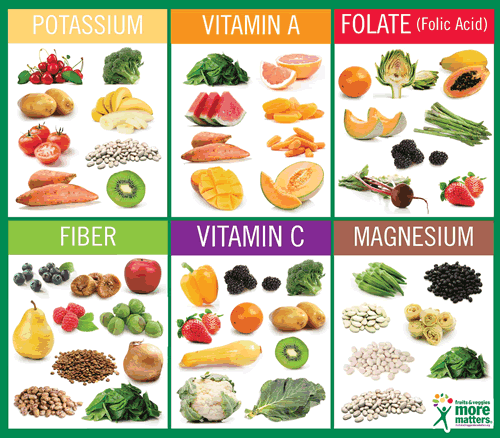 POTASSIUM
VITAMIN A
FOLATE (Folic Acid)
FIBER
VITAMIN C
MAGNESIUM
fruits & veggies
more
matters.